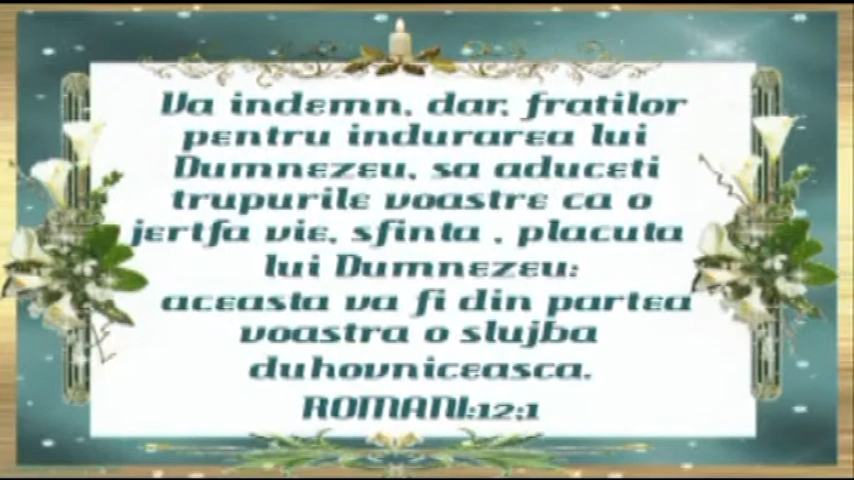 Va indemn, dar, fratilor
pentru indurarea lui
Dumnezeu, sa aduceti
trupurile voastre ca o
jertfa vie, sfinta , placuta
lui Dumnezeu:
aceasta va fi din partea
voastra o slujba
duhovniceasca.
ROMANI:12;1